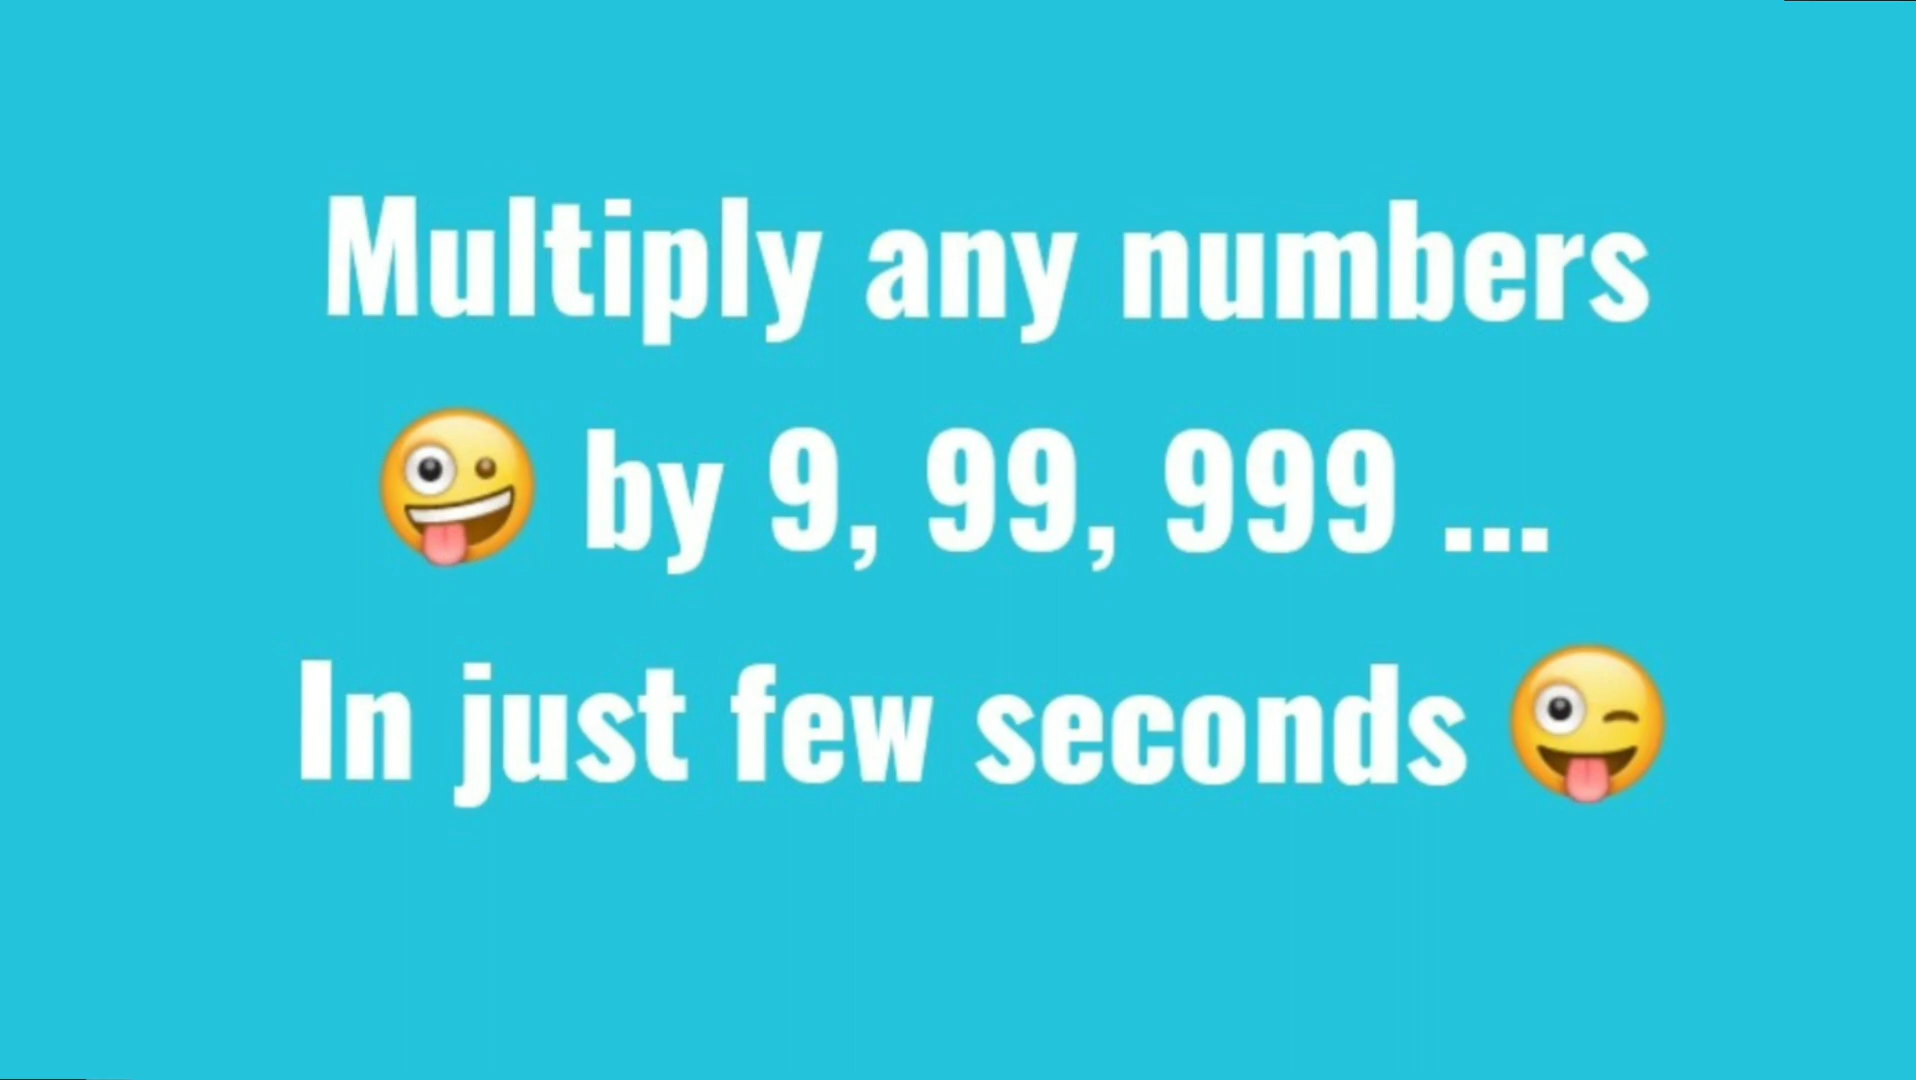 Multiply any numbers
🤪 by 9, 99, 999 ...
In just few seconds 😜